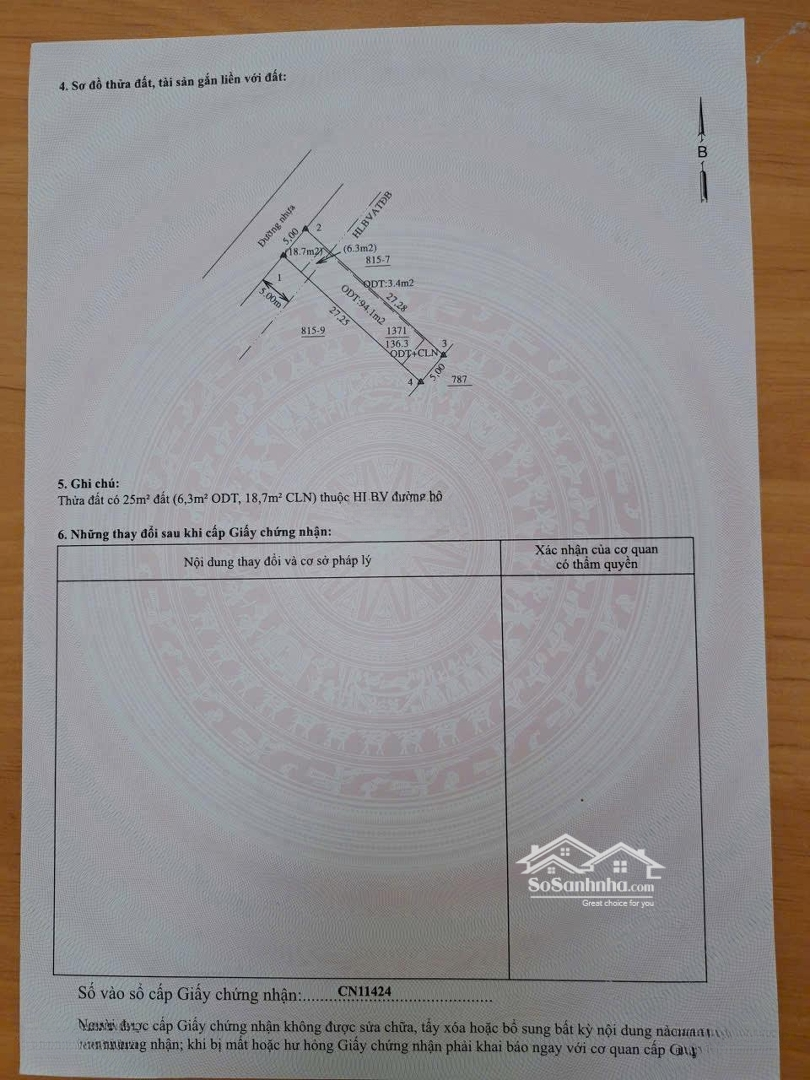 4. Sơ đồ thửa đất, tài sản gắn liền với đất:
B
Đường nhựa
5,00
2
HLBVATĐB
(18.7m2)
(6.3m2)
815-7
1
5.00m
ODT:3.4m2
ODT:94,1m2
27,28
27,25
815-9
1371
136.3
ODT+CLN
3
4
5,00
787
5. Ghi chú:
Thửa đất có 25m² đất (6,3m² ODT, 18,7m² CLN) thuộc HLBV đường bộ
6. Những thay đổi sau khi cấp Giấy chứng nhận:
Nội dung thay đổi và cơ sở pháp lý
Xác nhận của cơ quan
có thẩm quyền
SoSanhnha.com
Great choice for you
Số vào sổ cấp Giấy chứng nhận: CN11424
Người được cấp Giấy chứng nhận không được sửa chữa, tẩy xóa hoặc bổ sung bất kỳ nội dung nào
nhận; khi bị mất hoặc hư hỏng Giấy chứng nhận phải khai báo ngay với cơ quan cấp